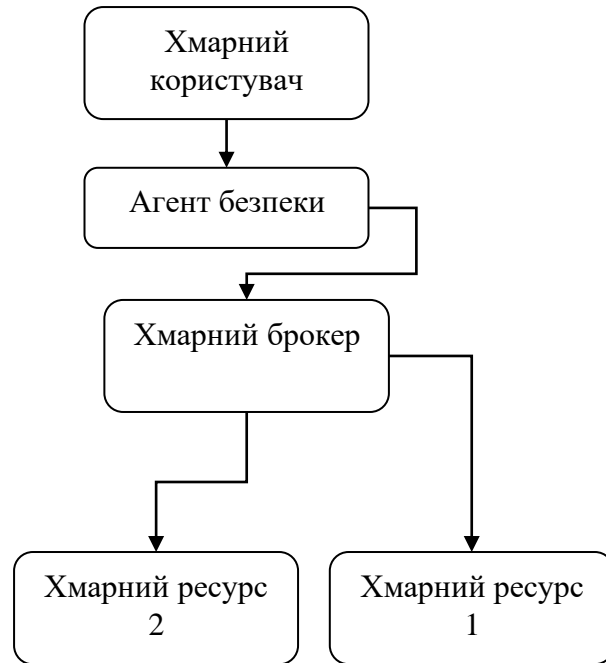 Хмарний
користувач
Агент безпеки
Хмарний брокер
Хмарний ресурс
2
Хмарний ресурс
1